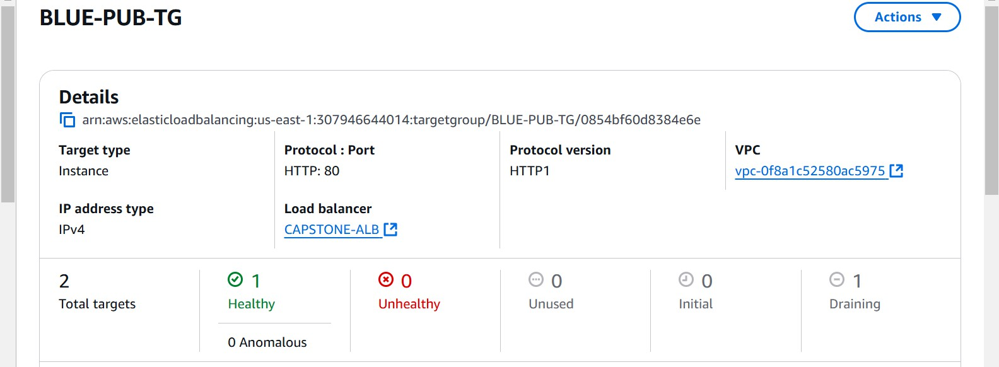 BLUE-PUB-TG
Actions
Details
arn:aws:elasticloadbalancing:us-east-1:307946644014:targetgroup/BLUE-PUB-TG/0854bf60d8384e6e
Target type
Instance
Protocol : Port
HTTP: 80
Protocol version
HTTP1
VPC
vpc-0f8a1c52580ac5975
IP address type
IPv4
Load balancer
CAPSTONE-ALB
2
Total targets
1
Healthy
0 Anomalous
0
Unhealthy
0
Unused
0
Initial
1
Draining